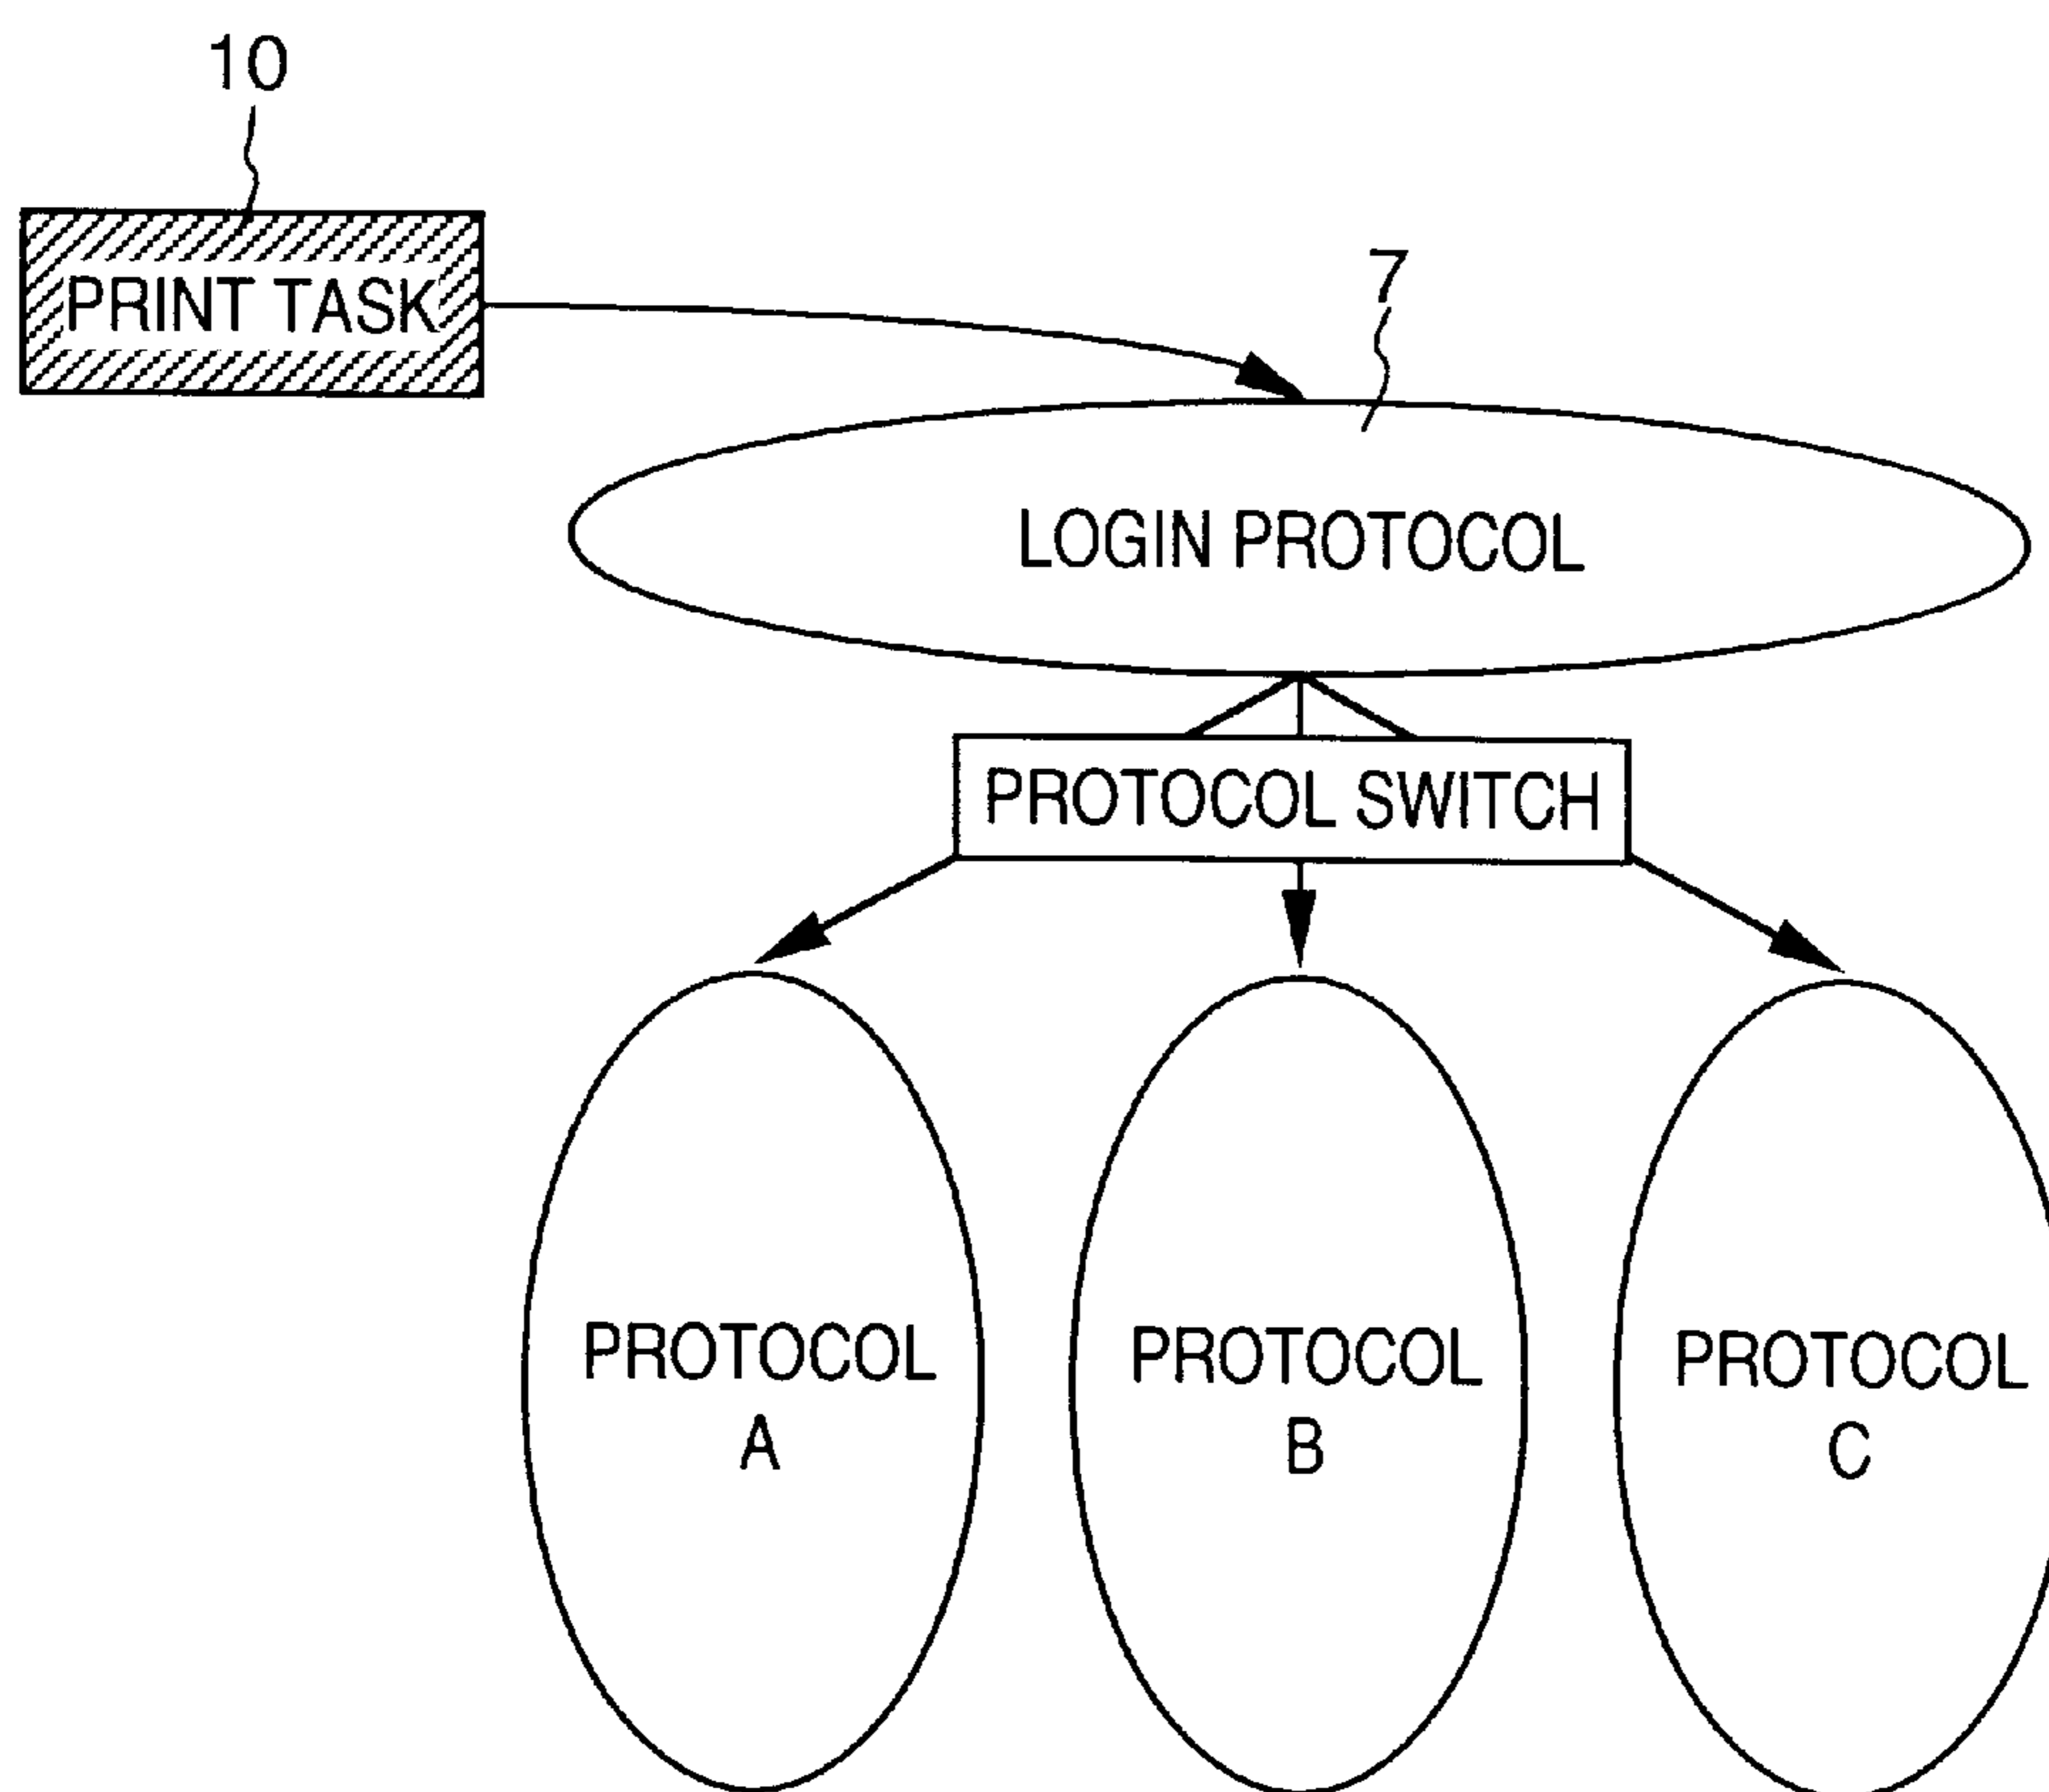 10
PRINT TASK
7
LOGIN PROTOCOL
PROTOCOL SWITCH
PROTOCOL
A
PROTOCOL
B
PROTOCOL
C